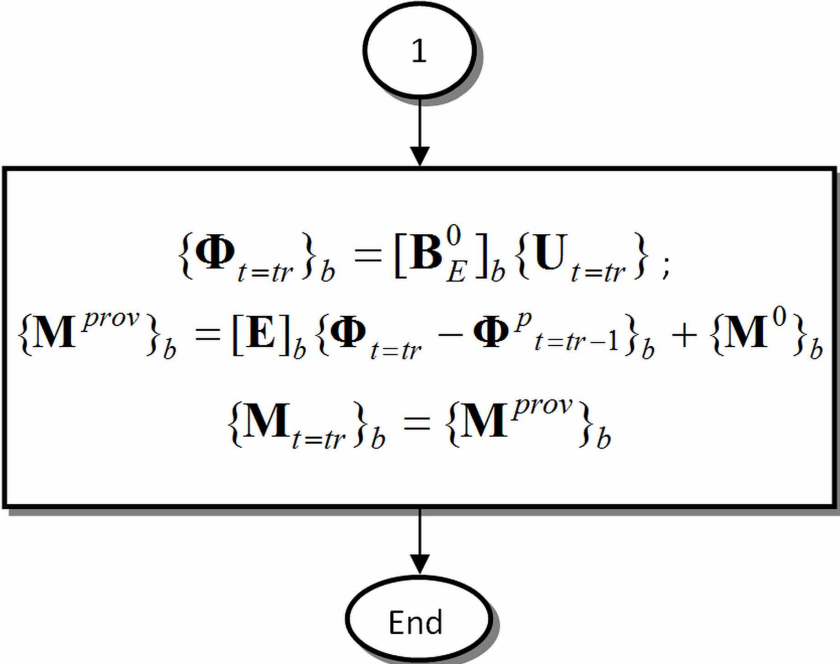 1
{Φ_{t=tr}}_b = [B_E^0]_b {U_{t=tr}} ;
{M^{prov}}_b = [E]_b {Φ_{t=tr} − Φ^p_{t=tr−1}}_b + {M^0}_b
{M_{t=tr}}_b = {M^{prov}}_b
End